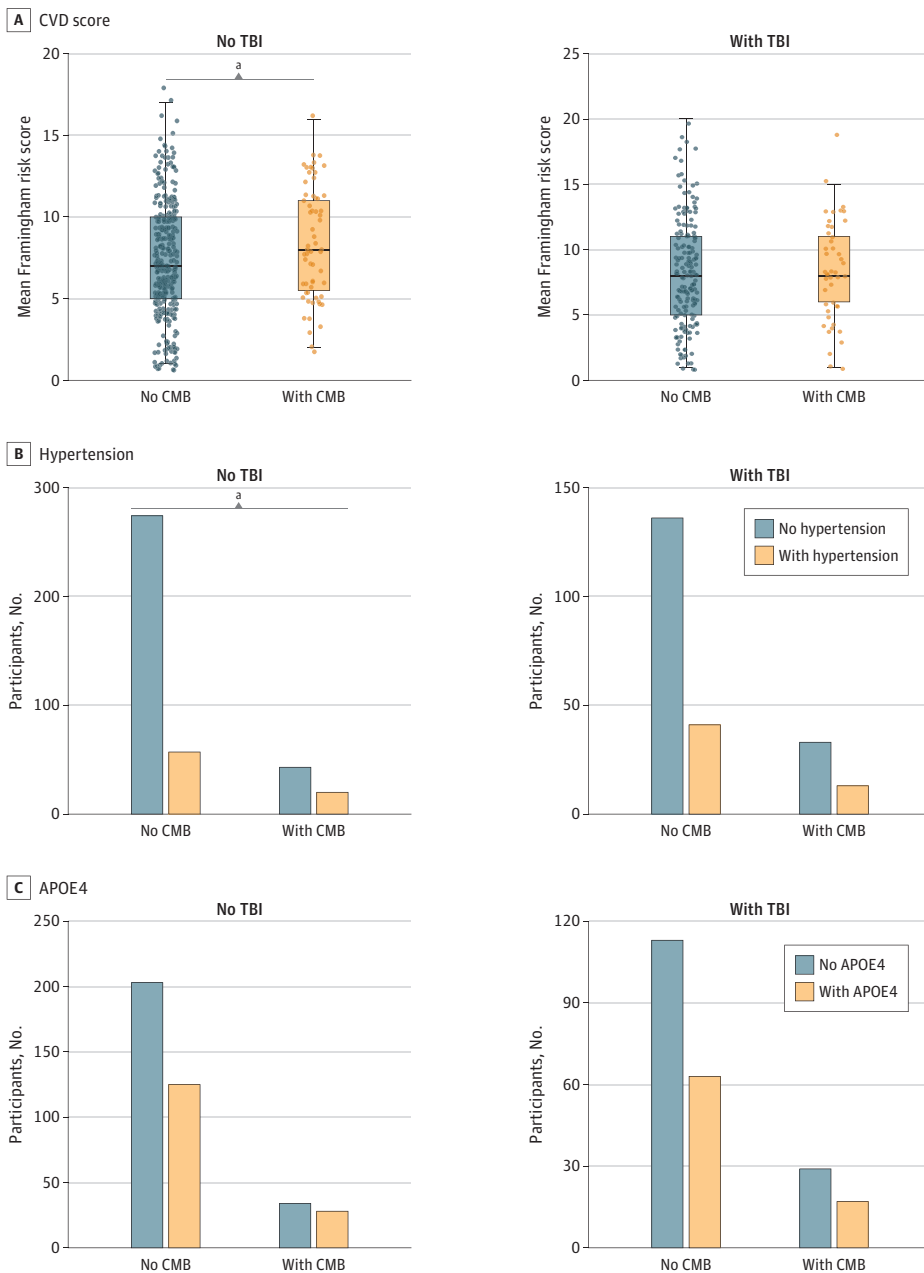 A CVD score
No TBI
20
15
10
5
0
Mean Framingham risk score
a
No CMB
With CMB
With TBI
25
20
15
10
5
0
Mean Framingham risk score
No CMB
With CMB
B Hypertension
No TBI
300
200
100
0
Participants, No.
a
No CMB
With CMB
With TBI
150
100
50
0
Participants, No.
No hypertension
With hypertension
No CMB
With CMB
C APOE4
No TBI
250
200
150
100
50
0
Participants, No.
No CMB
With CMB
With TBI
120
90
60
30
0
Participants, No.
No APOE4
With APOE4
No CMB
With CMB